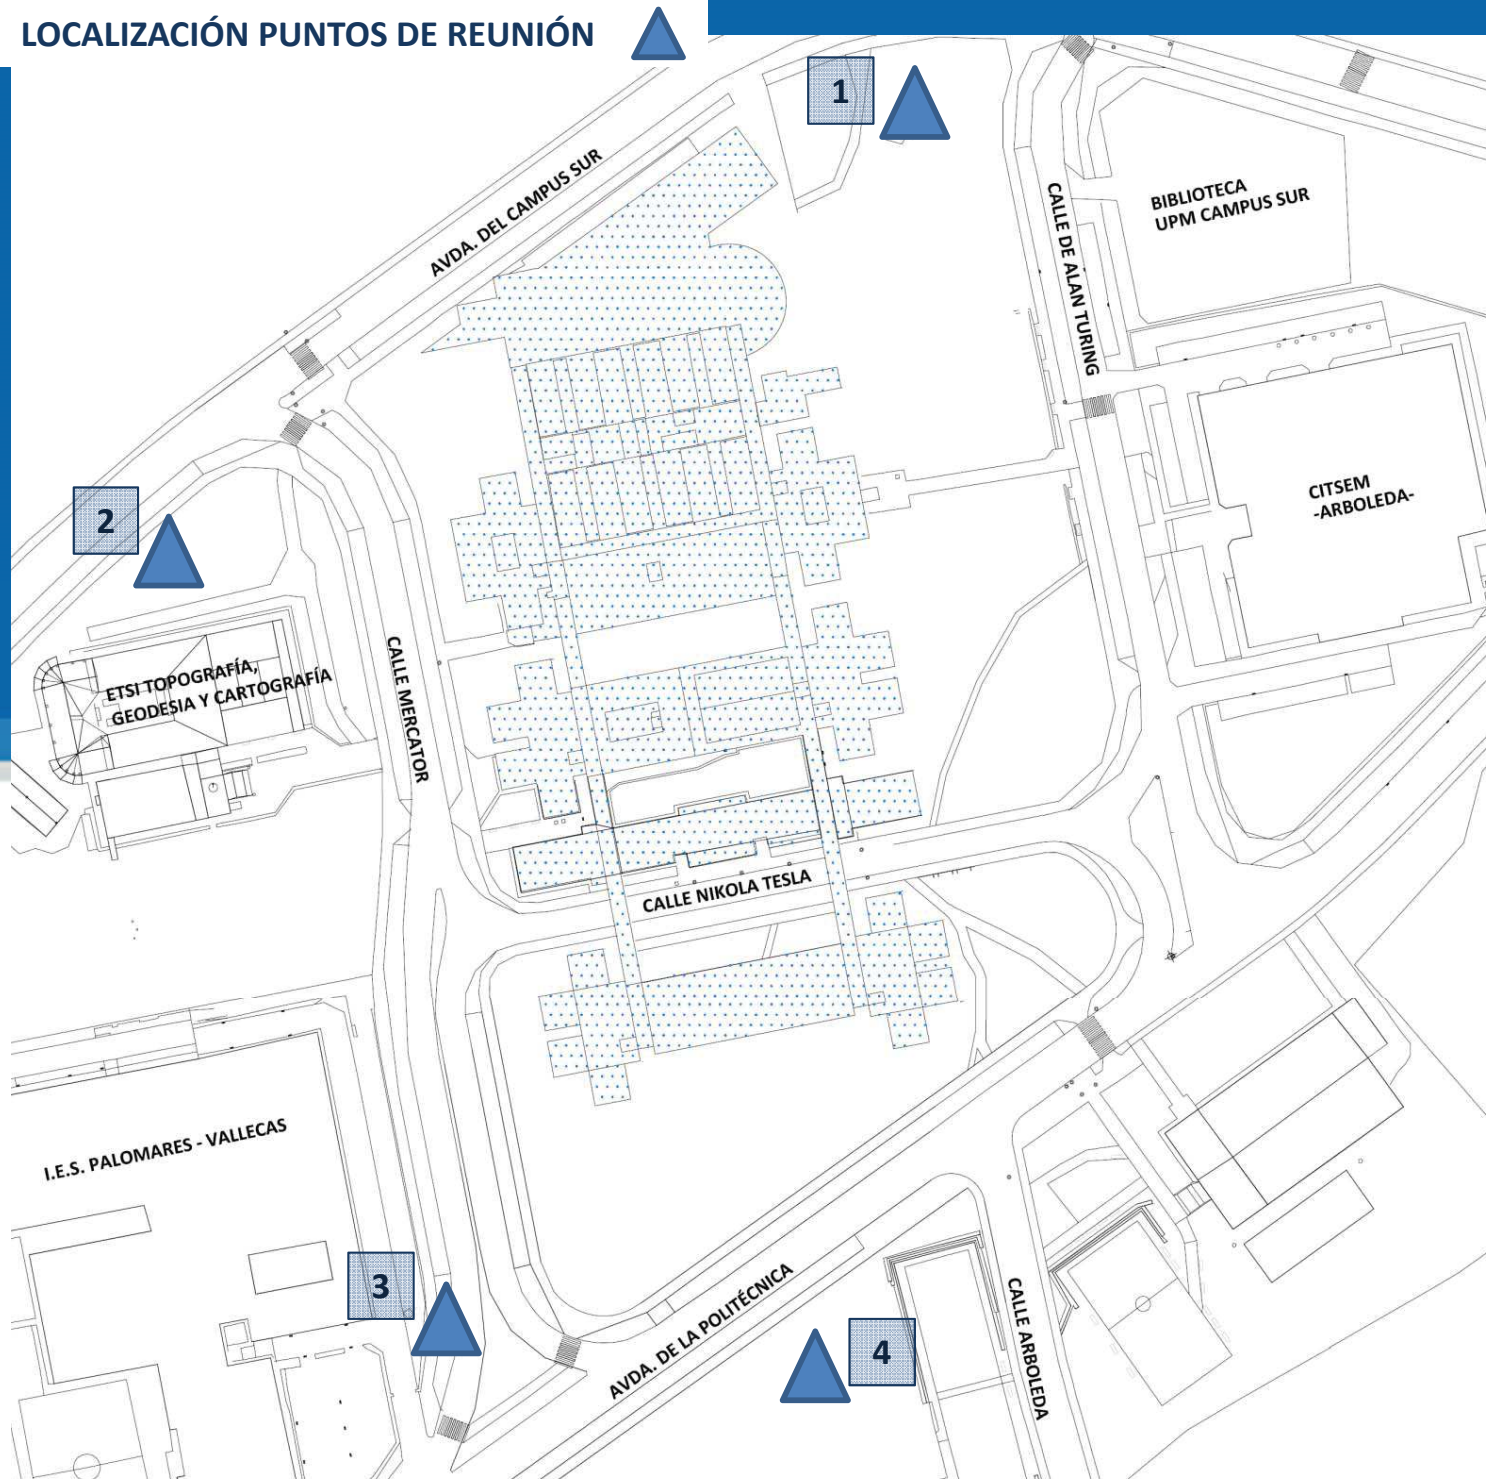 LOCALIZACIÓN PUNTOS DE REUNIÓN
1
AVDA. DEL CAMPUS SUR
CALLE DE ALAN TURING
BIBLIOTECA
UPM CAMPUS SUR
CITSEM
-ARBOLEDA-
2
ETSI TOPOGRAFÍA,
GEODESIA Y CARTOGRAFÍA
CALLE MERCATOR
CALLE NIKOLA TESLA
I.E.S. PALOMARES - VALLECAS
3
AVDA. DE LA POLITÉCNICA
4
CALLE ARBOLEDA